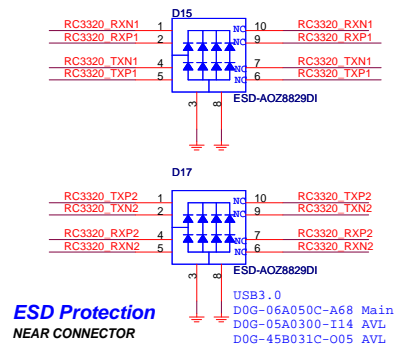 D15
RC3320_RXN1 1 NC 10 RC3320_RXN1
RC3320_RXP1 2 NC 9 RC3320_RXP1
RC3320_TXN1 4 NC 7 RC3320_TXN1
RC3320_TXP1 5 NC 6 RC3320_TXP1
3 8 ESD-AOZ8829DI
D17
RC3320_TXP2 1 NC 10 RC3320_TXP2
RC3320_TXN2 2 NC 9 RC3320_TXN2
RC3320_RXP2 4 NC 7 RC3320_RXP2
RC3320_RXN2 5 NC 6 RC3320_RXN2
3 8 ESD-AOZ8829DI
USB3.0
ESD Protection D0G-06A050C-A68 Main
D0G-05A0300-I14 AVL
NEAR CONNECTOR D0G-45B031C-O05 AVL